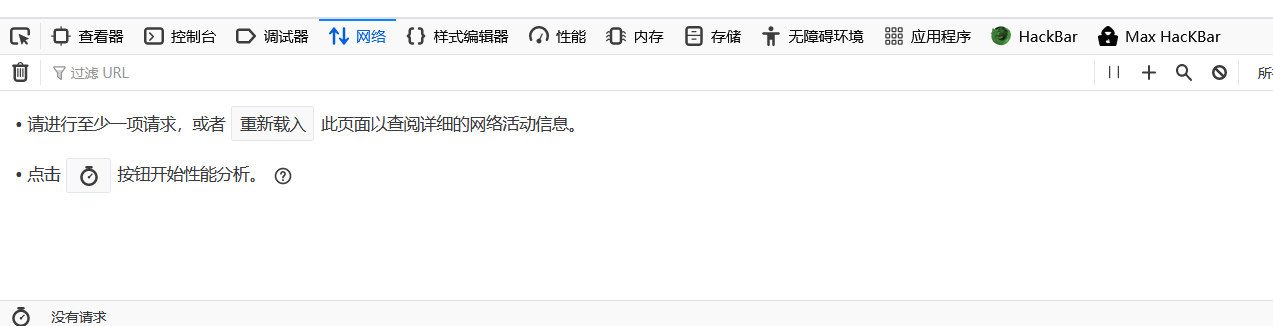 查看器 控制台 调试器 网络 样式编辑器 性能 内存 存储 无障碍环境 应用程序 HackBar Max HacKBar
过滤 URL 所
• 请进行至少一项请求，或者 重新载入 此页面以查阅详细的网络活动信息。
• 点击 按钮开始性能分析。
没有请求